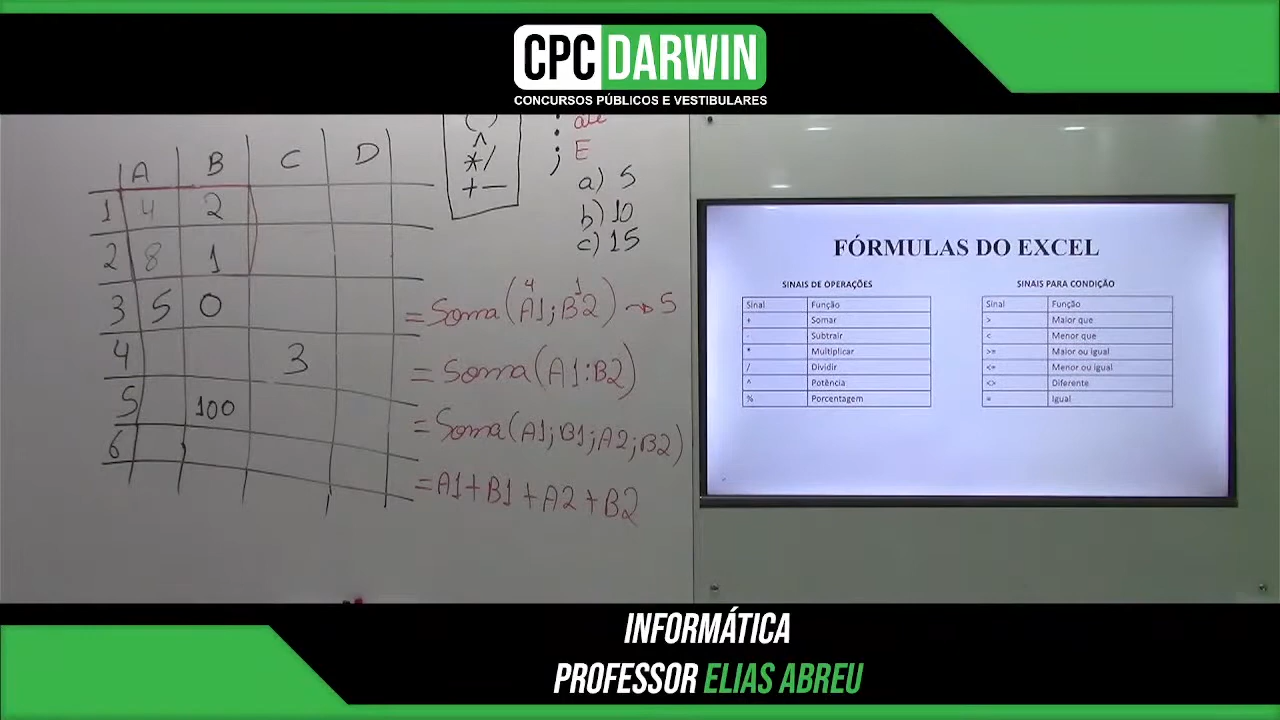 CPC DARWIN
CONCURSOS PÚBLICOS E VESTIBULARES
A B C D
1 4 2
2 8 1
3 5 0
4 3
5 100
6
( )
^
* /
+ -
: até
; E
a) 5
b) 10
c) 15
4 1
=Soma(A1;B2) → 5
=Soma(A1:B2)
=Soma(A1;B1;A2;B2)
=A1+B1+A2+B2
FÓRMULAS DO EXCEL
SINAIS DE OPERAÇÕES
Sinal Função
+ Somar
- Subtrair
* Multiplicar
/ Dividir
^ Potência
% Porcentagem
SINAIS PARA CONDIÇÃO
Sinal Função
> Maior que
< Menor que
>= Maior ou igual
<= Menor ou igual
<> Diferente
= Igual
INFORMÁTICA
PROFESSOR ELIAS ABREU